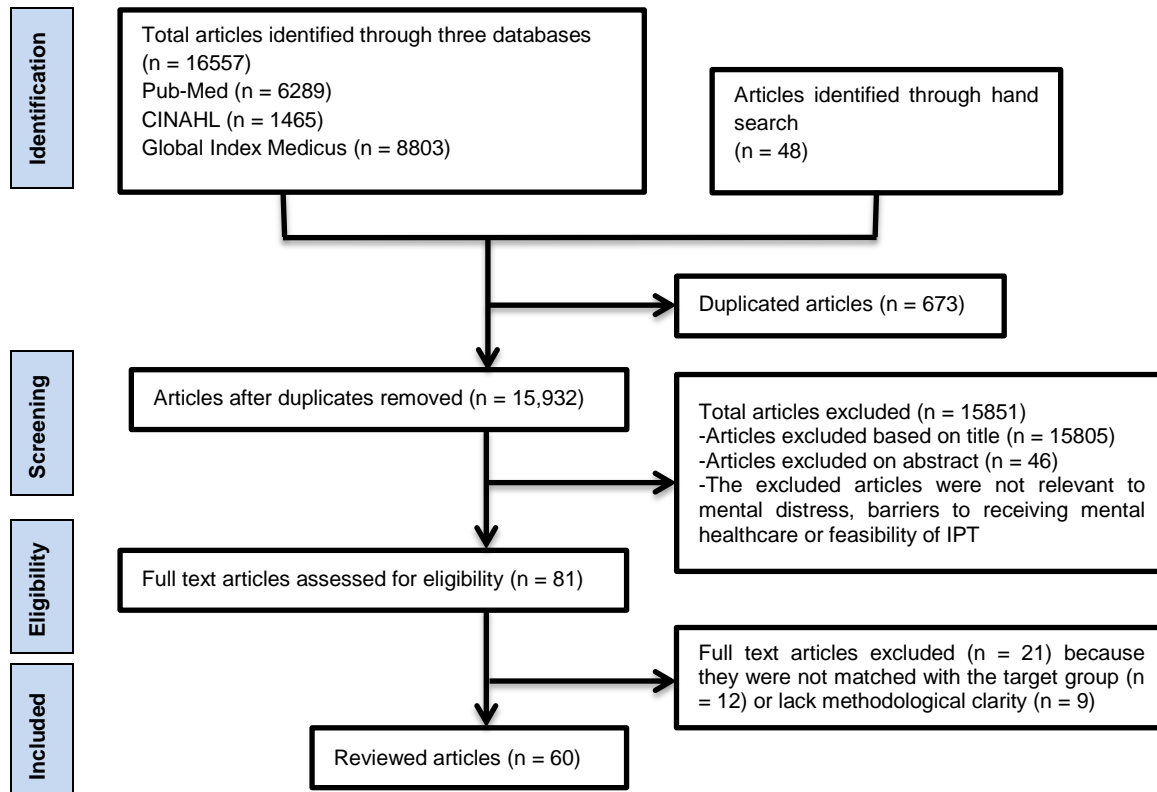 Identification
Total articles identified through three databases
(n = 16557)
Pub-Med (n = 6289)
CINAHL (n = 1465)
Global Index Medicus (n = 8803)
Articles identified through hand
search
(n = 48)
Duplicated articles (n = 673)
Screening
Articles after duplicates removed (n = 15,932)
Total articles excluded (n = 15851)
-Articles excluded based on title (n = 15805)
-Articles excluded on abstract (n = 46)
-The excluded articles were not relevant to
mental distress, barriers to receiving mental
healthcare or feasibility of IPT
Eligibility
Full text articles assessed for eligibility (n = 81)
Full text articles excluded (n = 21) because
they were not matched with the target group (n
= 12) or lack methodological clarity (n = 9)
Included
Reviewed articles (n = 60)